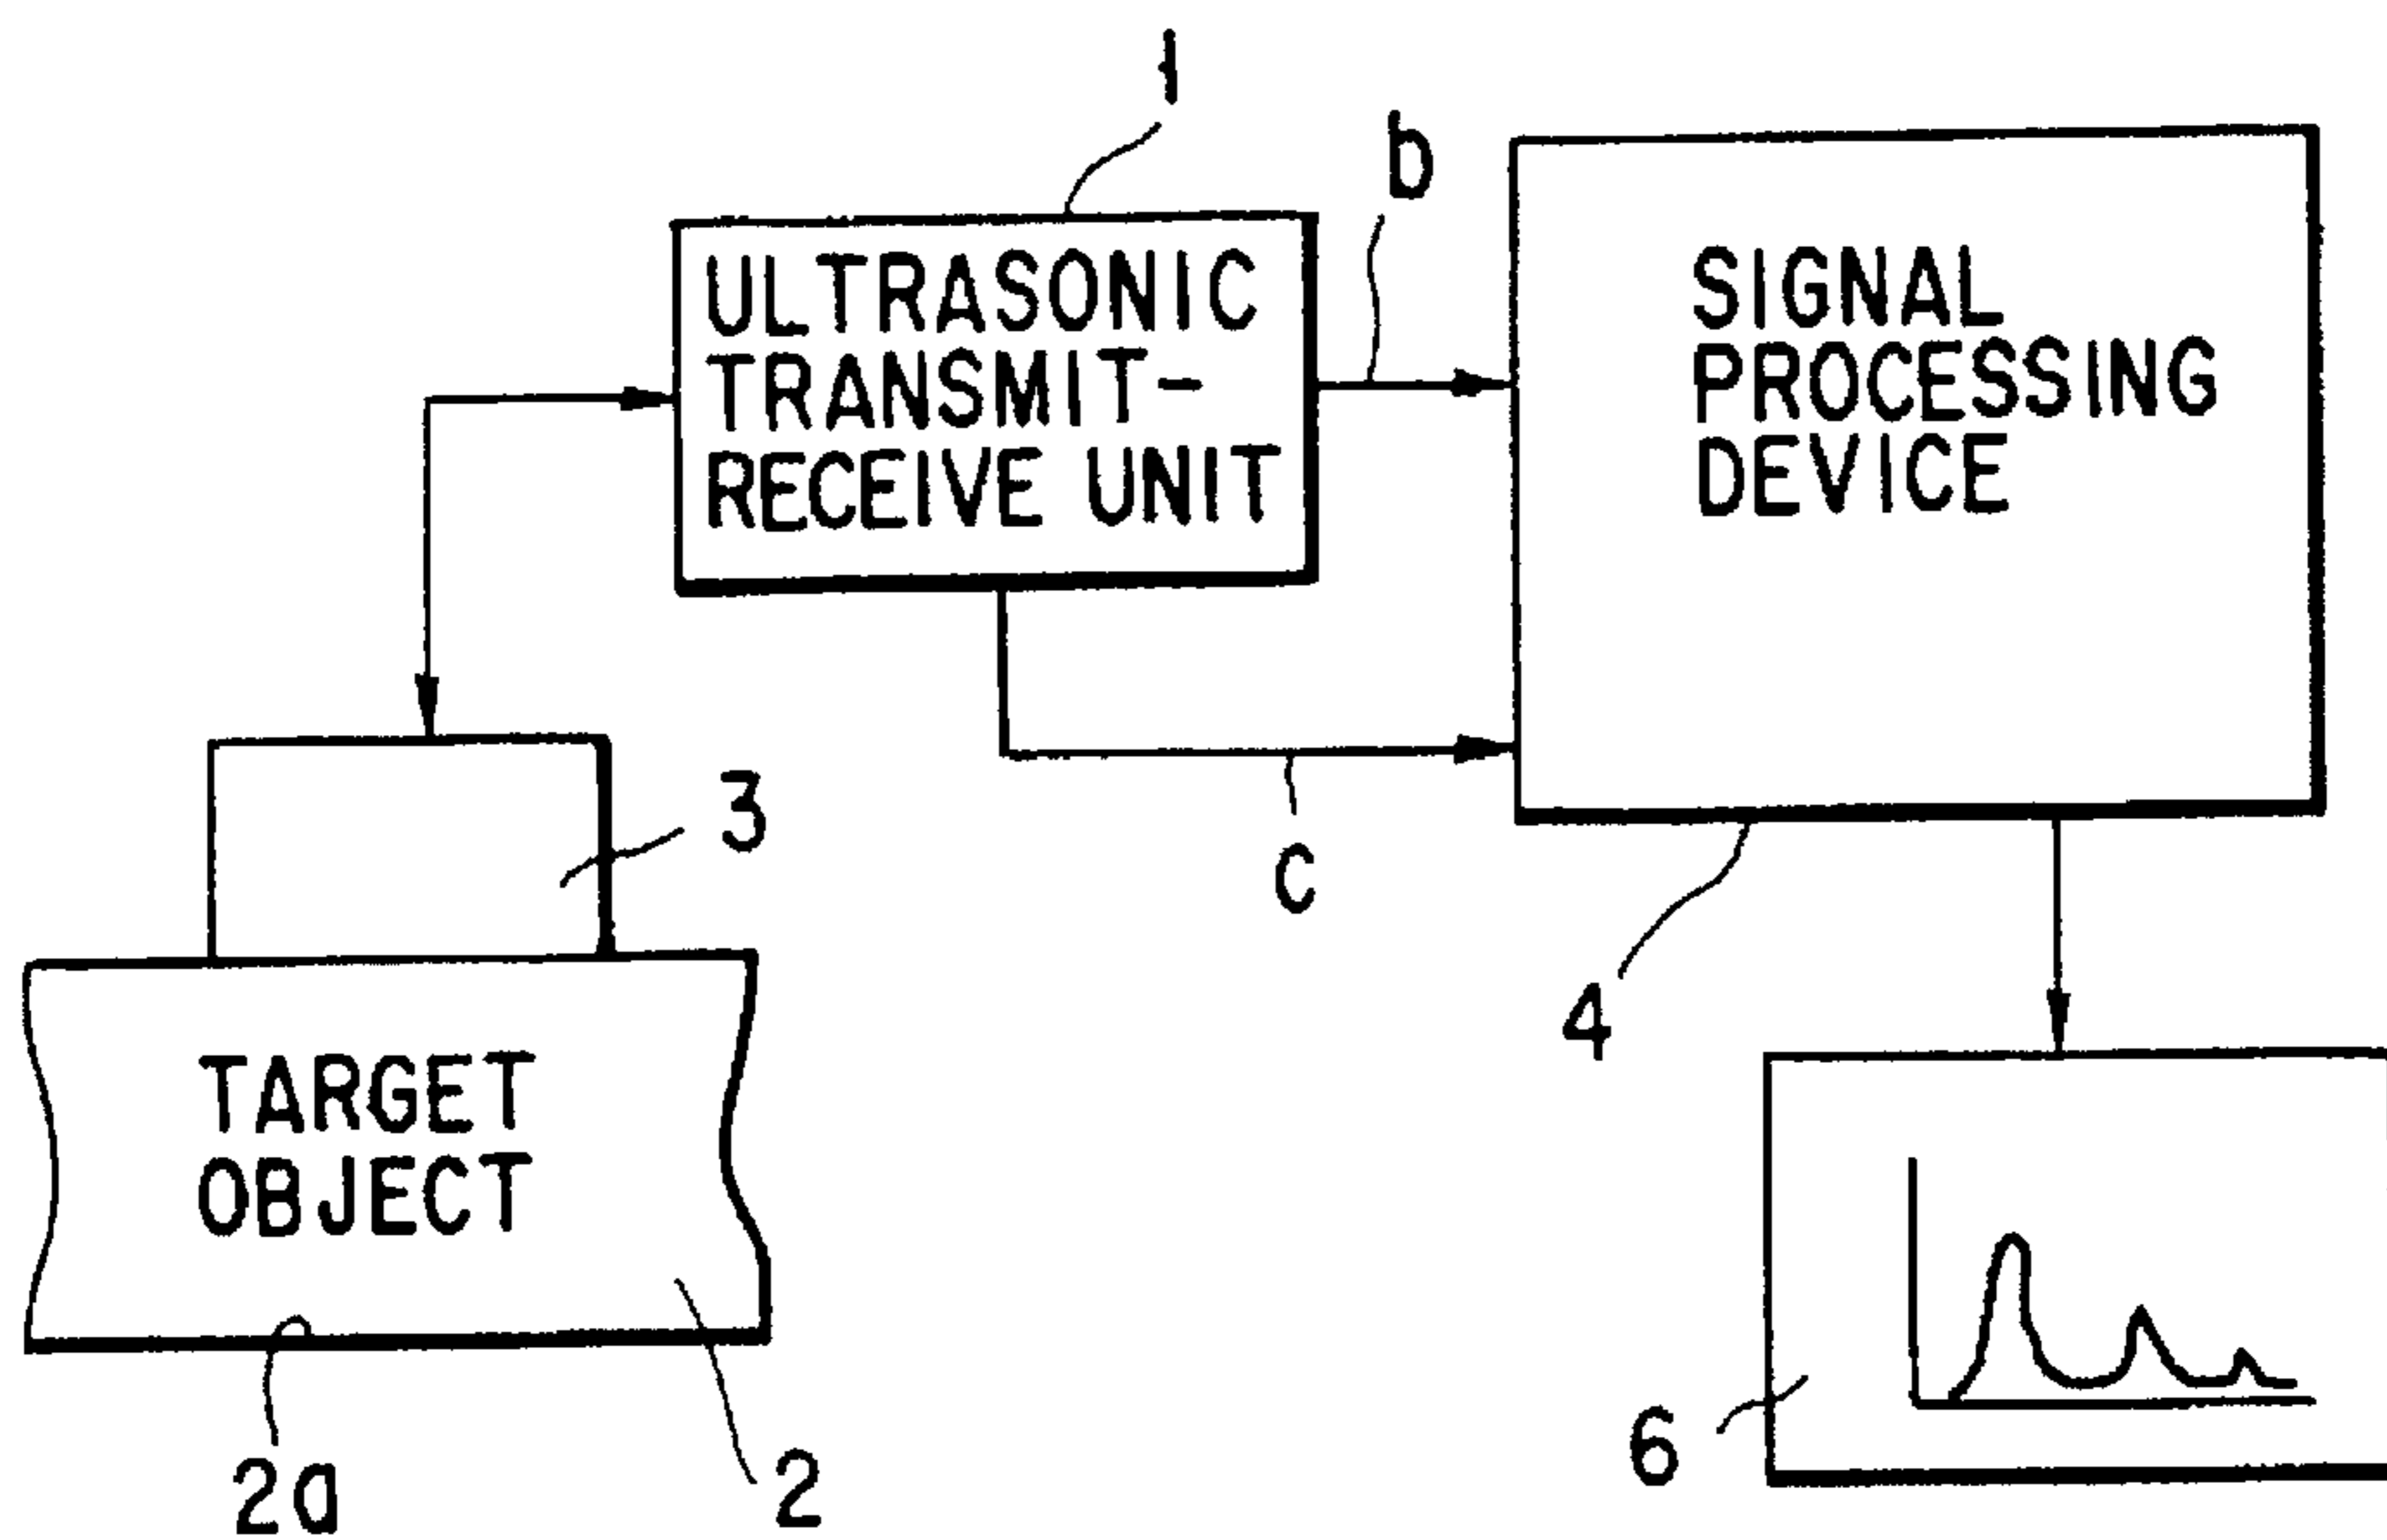 1
b
ULTRASONIC
TRANSMIT-
RECEIVE UNIT
SIGNAL
PROCESSING
DEVICE
3
c
4
TARGET
OBJECT
6
2a
2